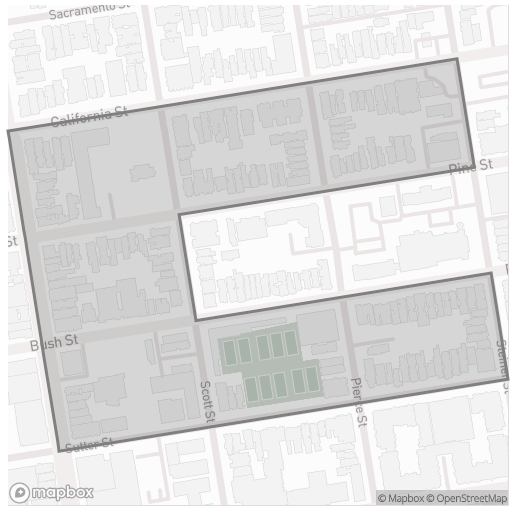 Sacramento St
California St
Pine St
St
Bush St
Scott St
Pierce St
Steiner St
Sutter St
mapbox
© Mapbox © OpenStreetMap